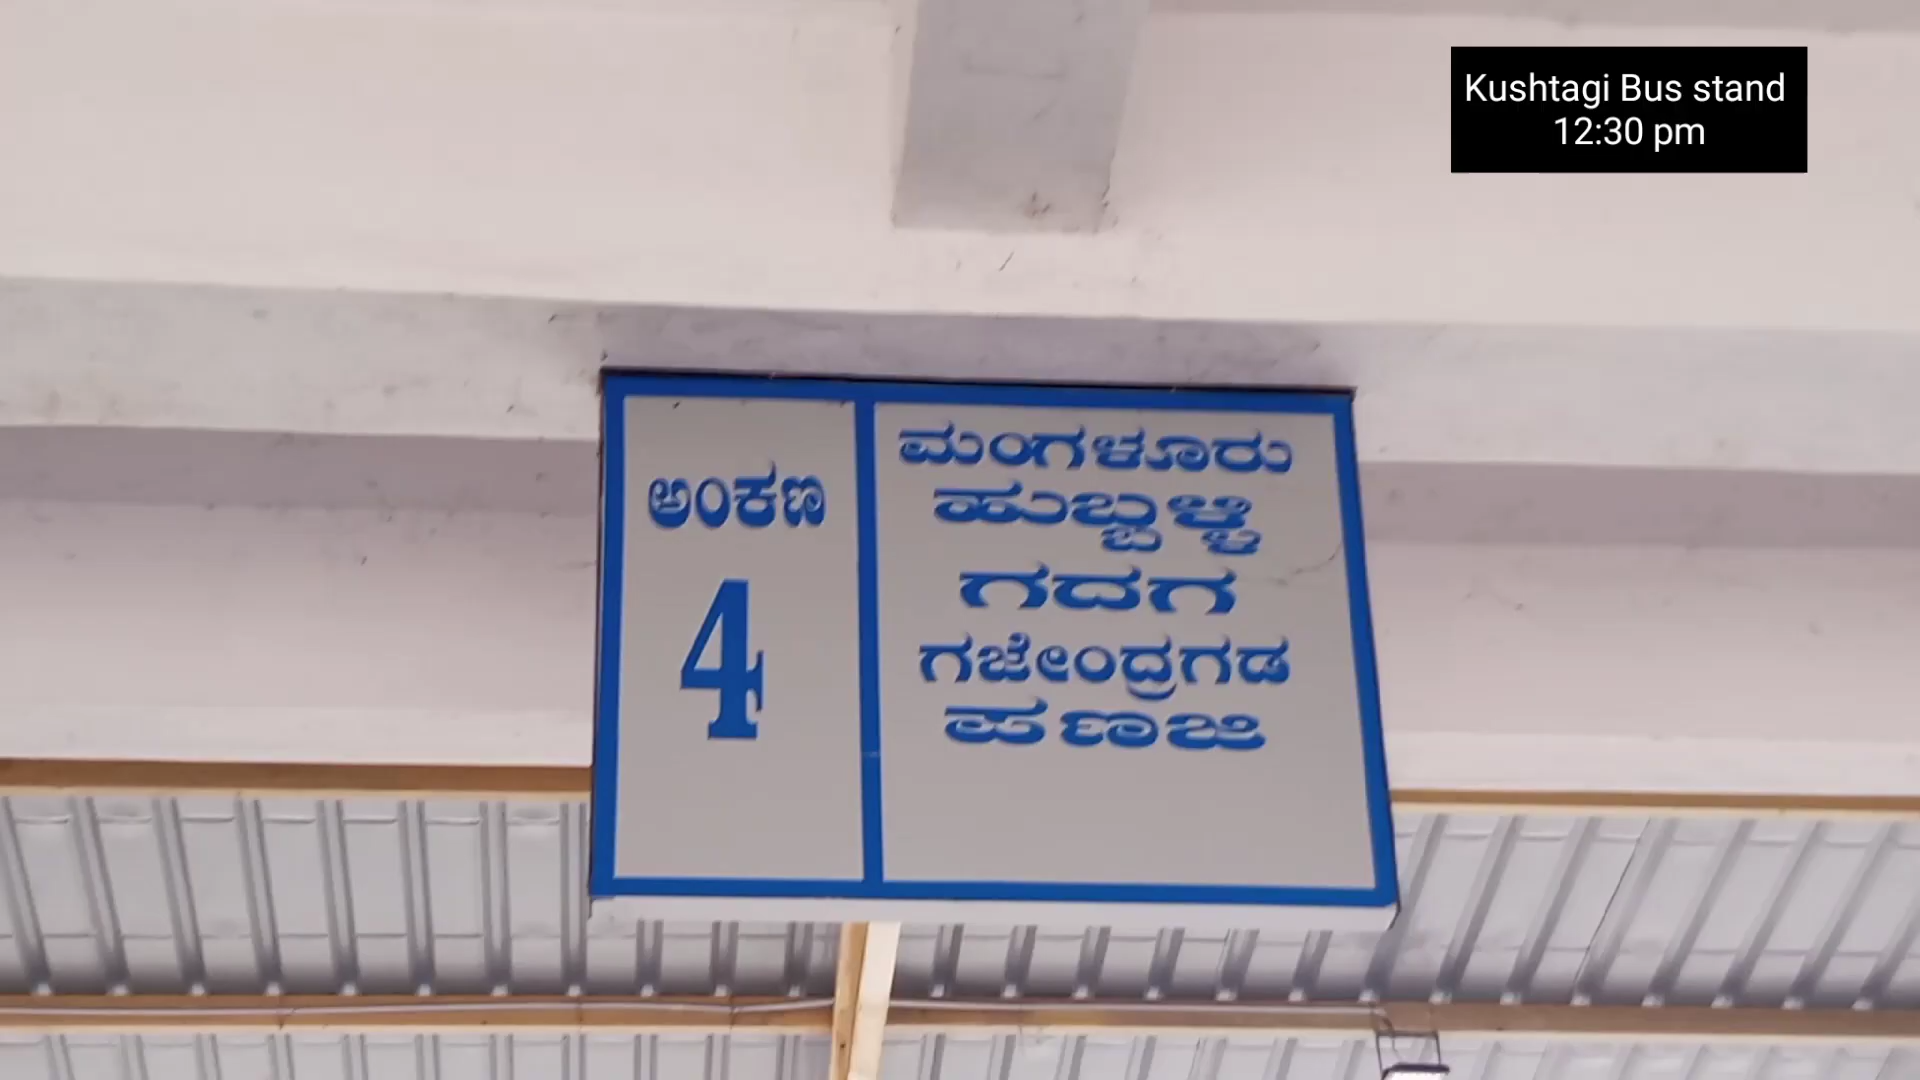 Kushtagi Bus stand
12:30 pm
ಅಂಕಣ
4
ಮಂಗಳೂರು
ಹುಬ್ಬಳ್ಳಿ
ಗದಗ
ಗಜೇಂದ್ರಗಡ
ಪಣಜಿ